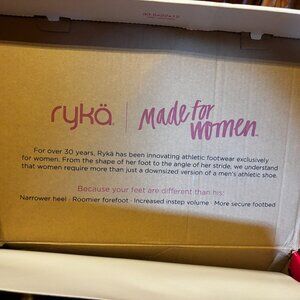 ryka
Made for
women
For over 30 years, Rykä has been innovating athletic footwear exclusively
for women. From the shape of her foot to the angle of her stride, we understand
that women require more than just a downsized version of a men's athletic shoe.
Because your feet are different than his:
Narrower heel · Roomier forefoot · Increased instep volume · More secure footbed